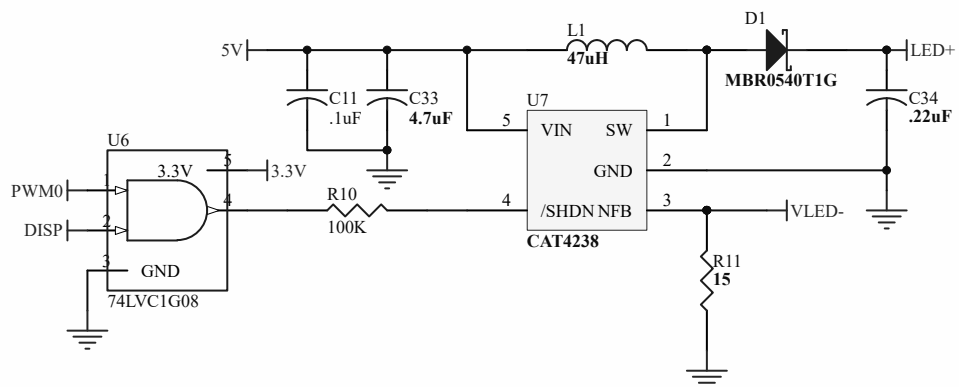 D1
L1
5V
LED+
47uH
MBR0540T1G
C11
.1uF
C33
4.7uF
U7
C34
.22uF
5
VIN
SW
1
U6
3.3V
5
3.3V
GND
2
PWM0
1
R10
4
4
/SHDN
NFB
3
VLED-
DISP
2
100K
CAT4238
3
GND
R11
15
74LVC1G08